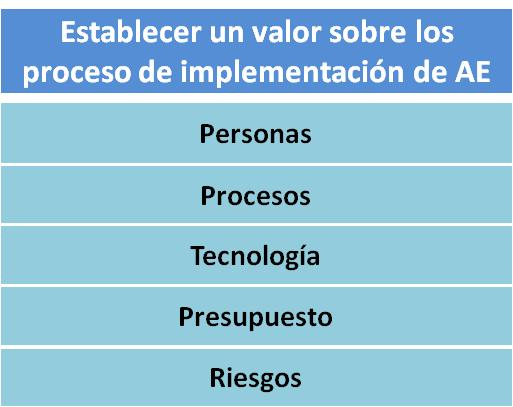 Establecer un valor sobre los
proceso de implementación de AE
Personas
Procesos
Tecnología
Presupuesto
Riesgos